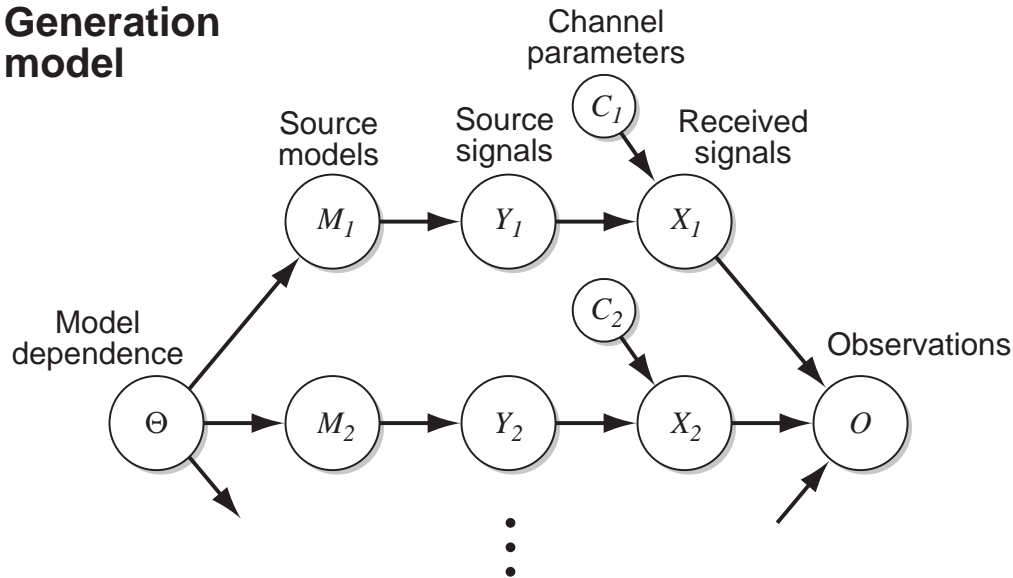 Generation
model
Channel
parameters
C1
Source
models
Source
signals
Received
signals
M1
Y1
X1
C2
Model
dependence
Observations
Θ
M2
Y2
X2
O